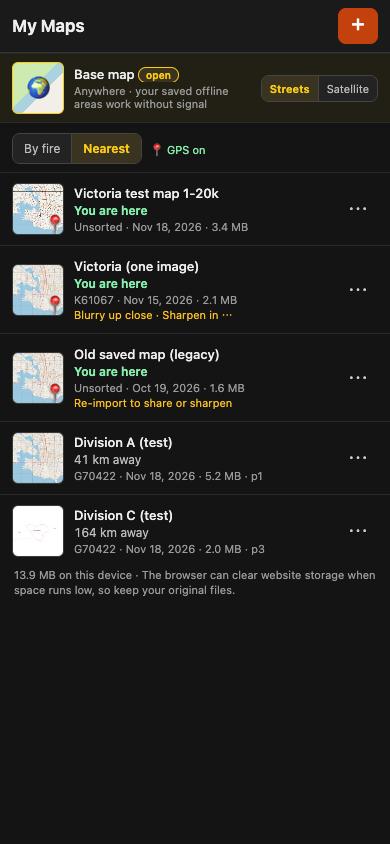 My Maps
+
Base map open
Anywhere · your saved offline
areas work without signal
Streets Satellite
By fire Nearest GPS on
Victoria test map 1-20k
You are here
Unsorted · Nov 18, 2026 · 3.4 MB
Victoria (one image)
You are here
K61067 · Nov 15, 2026 · 2.1 MB
Blurry up close · Sharpen in ···
Old saved map (legacy)
You are here
Unsorted · Oct 19, 2026 · 1.6 MB
Re-import to share or sharpen
Division A (test)
41 km away
G70422 · Nov 18, 2026 · 5.2 MB · p1
Division C (test)
164 km away
G70422 · Nov 18, 2026 · 2.0 MB · p3
13.9 MB on this device · The browser can clear website storage when
space runs low, so keep your original files.